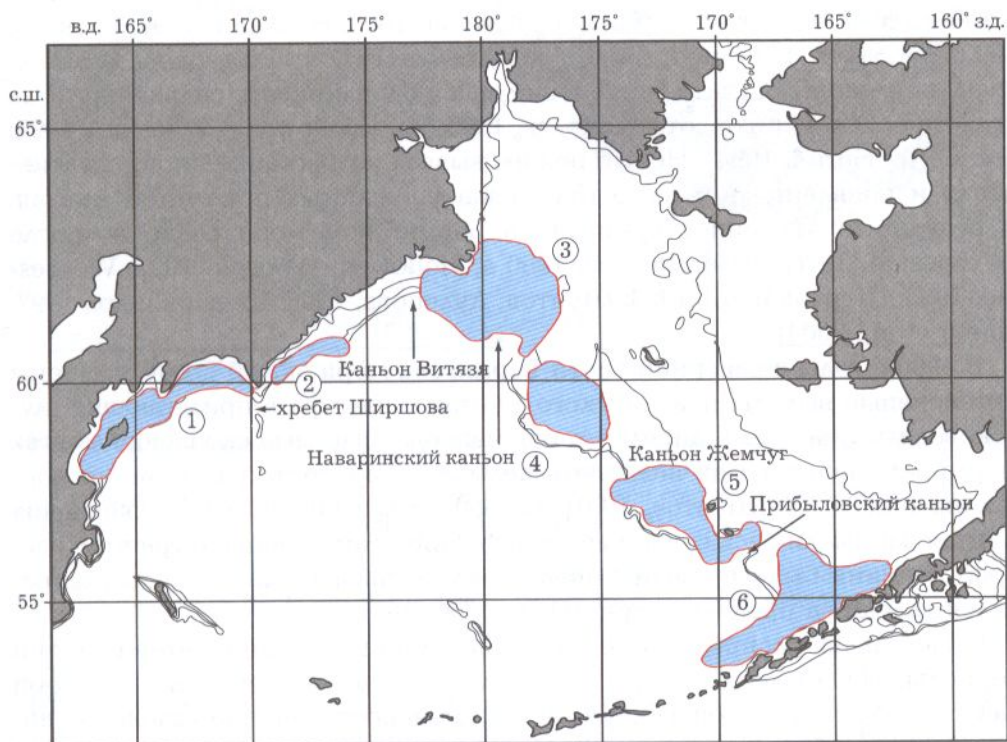 в.д. 165° 170° 175° 180° 175° 170° 165° 160° з.д.
с.ш.
65°
③
Каньон Витязя
60°
②
①
хребет Ширшова
Наваринский каньон
④
Каньон Жемчуг
⑤
Прибыловский каньон
55°
⑥